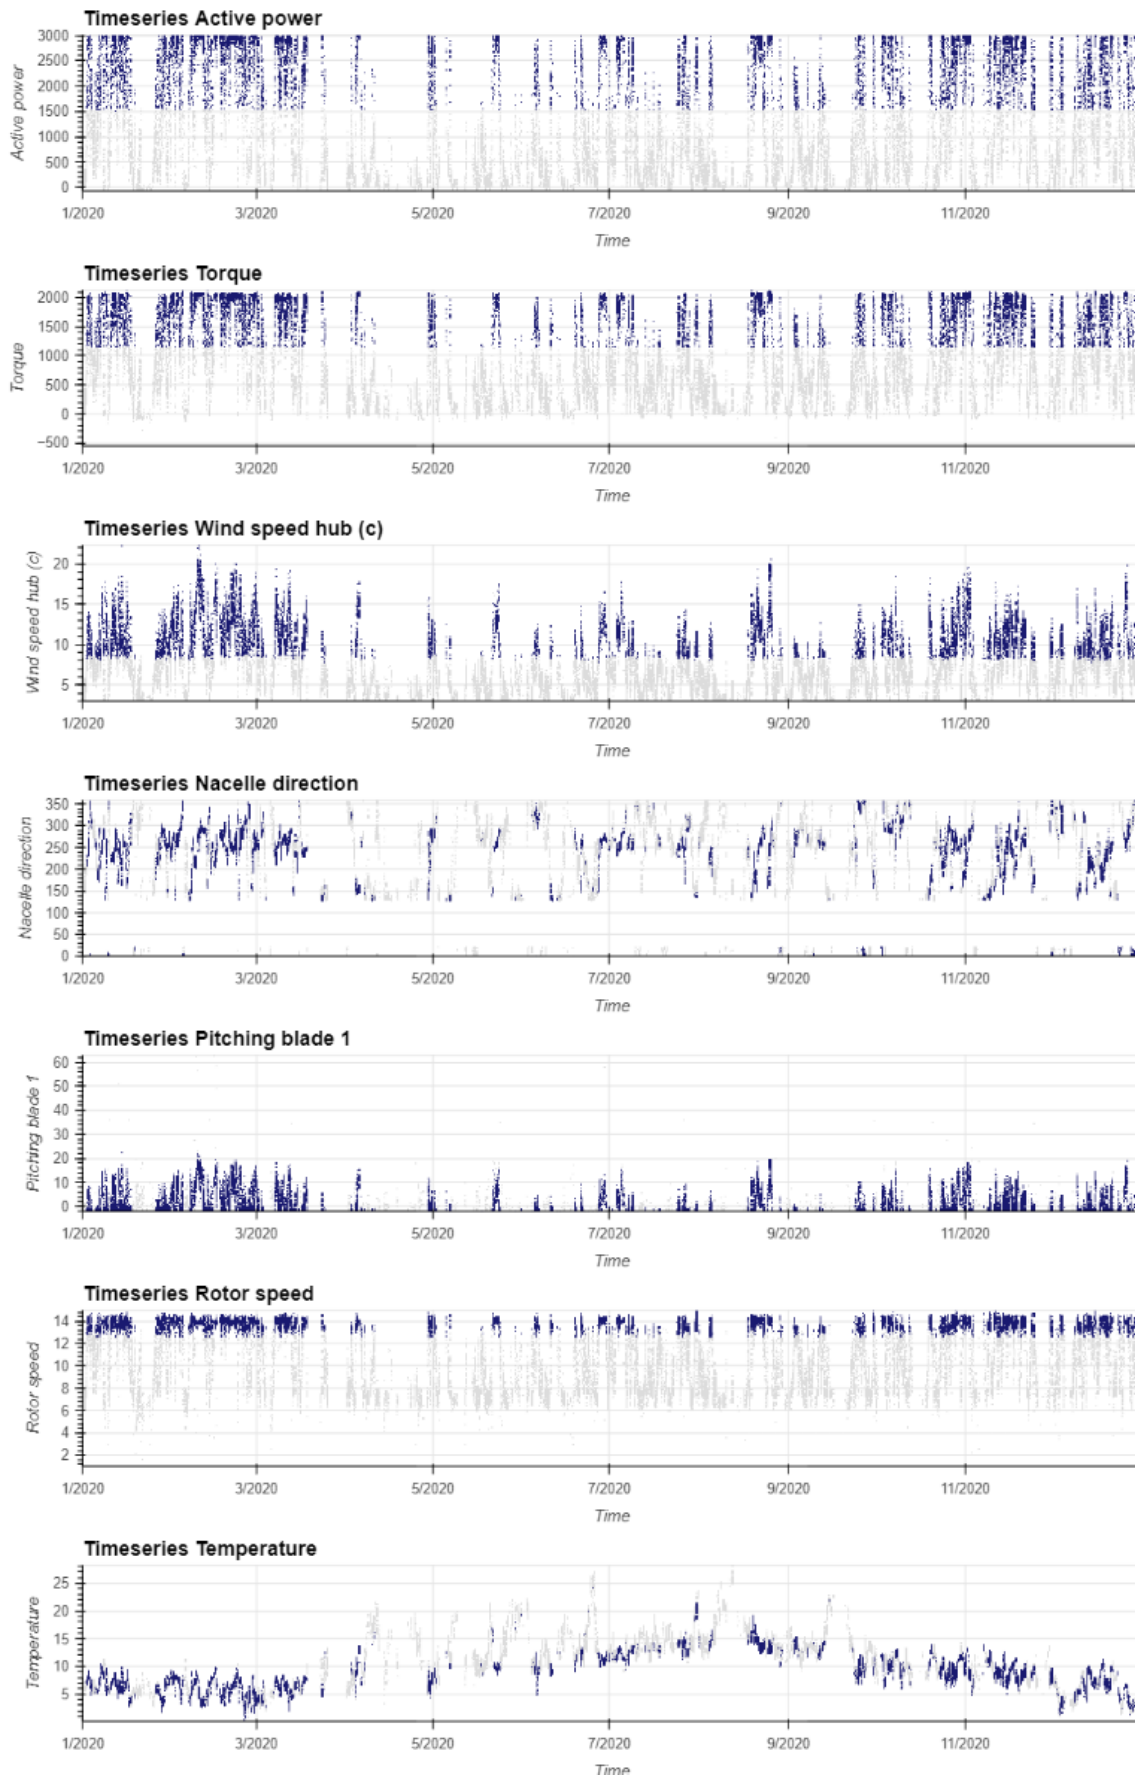 Timeseries Active power
3000
2500
2000
1500
1000
500
0
Active power
1/2020 3/2020 5/2020 7/2020 9/2020 11/2020
Time
Timeseries Torque
2000
1500
1000
500
0
−500
Torque
1/2020 3/2020 5/2020 7/2020 9/2020 11/2020
Time
Timeseries Wind speed hub (c)
20
15
10
5
Wind speed hub (c)
1/2020 3/2020 5/2020 7/2020 9/2020 11/2020
Time
Timeseries Nacelle direction
350
300
250
200
150
100
50
0
Nacelle direction
1/2020 3/2020 5/2020 7/2020 9/2020 11/2020
Time
Timeseries Pitching blade 1
60
50
40
30
20
10
0
Pitching blade 1
1/2020 3/2020 5/2020 7/2020 9/2020 11/2020
Time
Timeseries Rotor speed
14
12
10
8
6
4
2
Rotor speed
1/2020 3/2020 5/2020 7/2020 9/2020 11/2020
Time
Timeseries Temperature
25
20
15
10
5
Temperature
1/2020 3/2020 5/2020 7/2020 9/2020 11/2020
Time